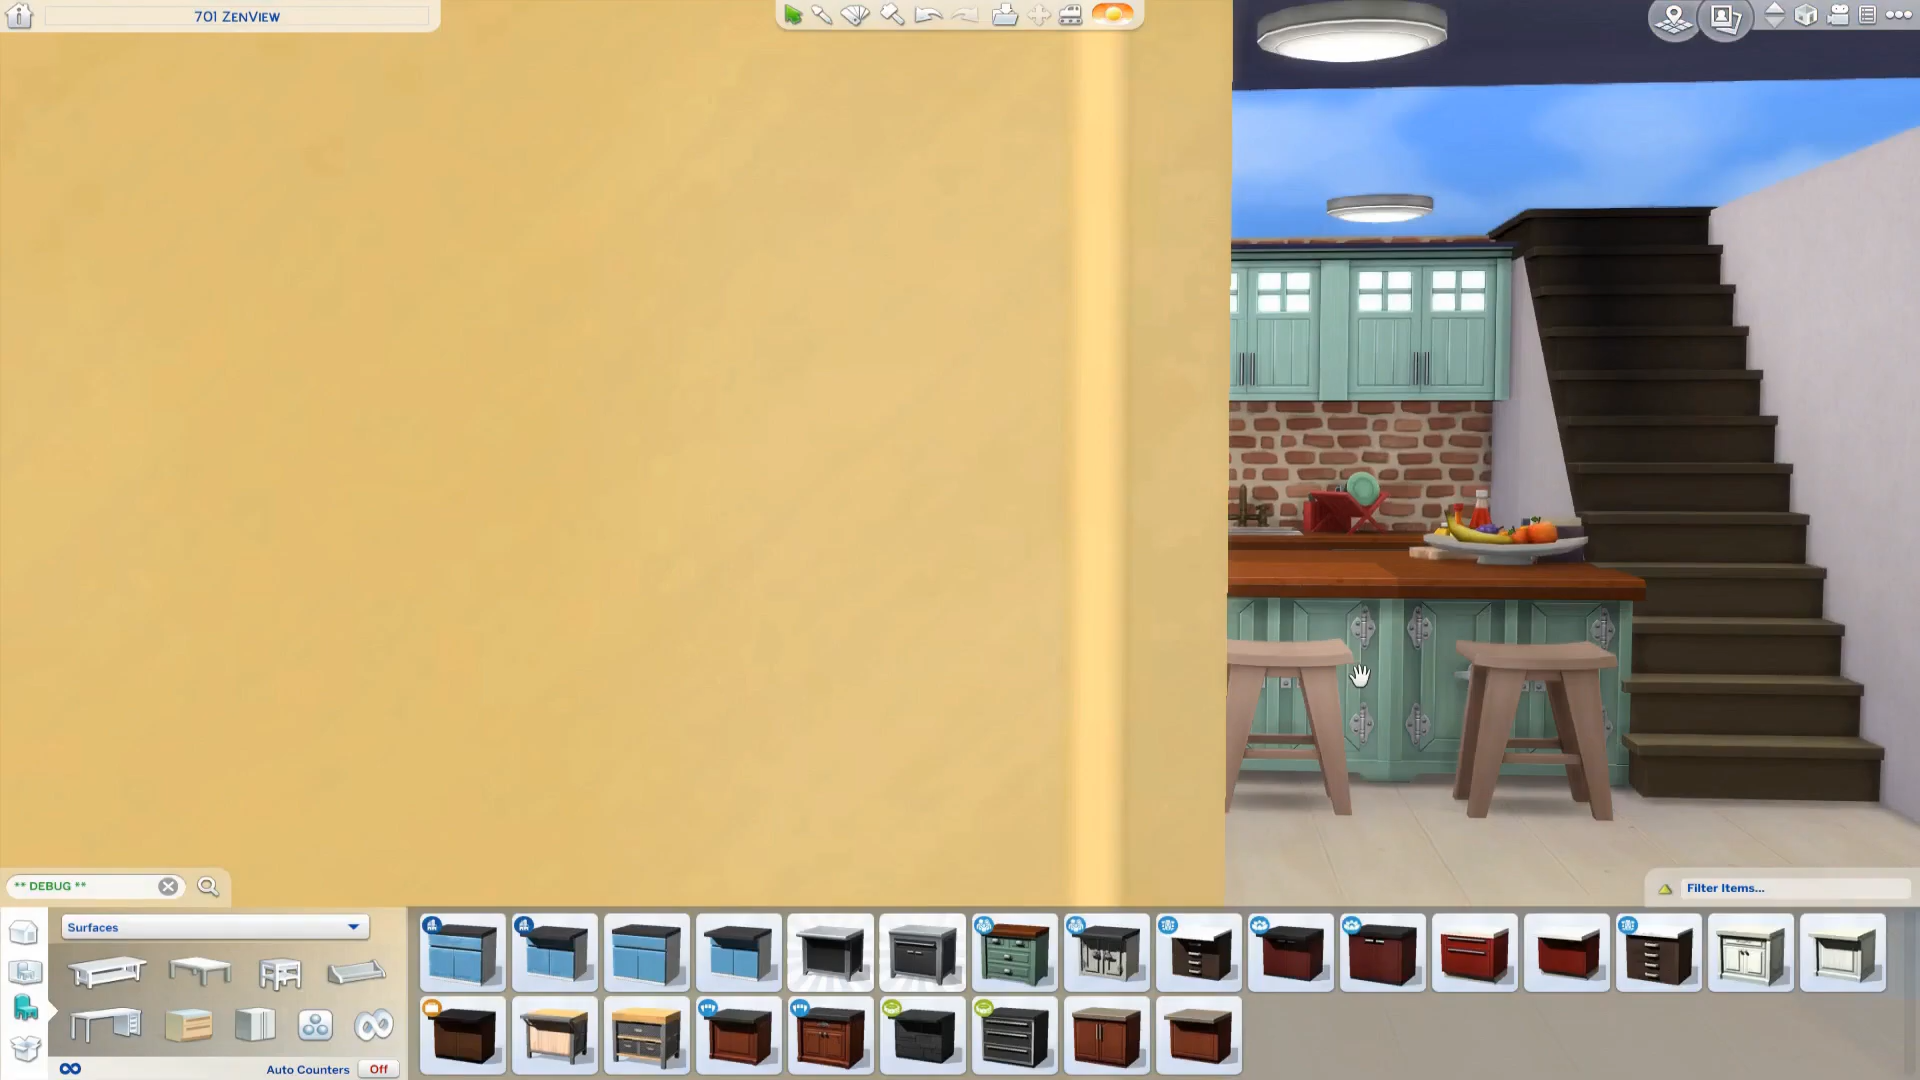 701 ZenView
** DEBUG **
Filter Items...
Surfaces
Auto Counters Off